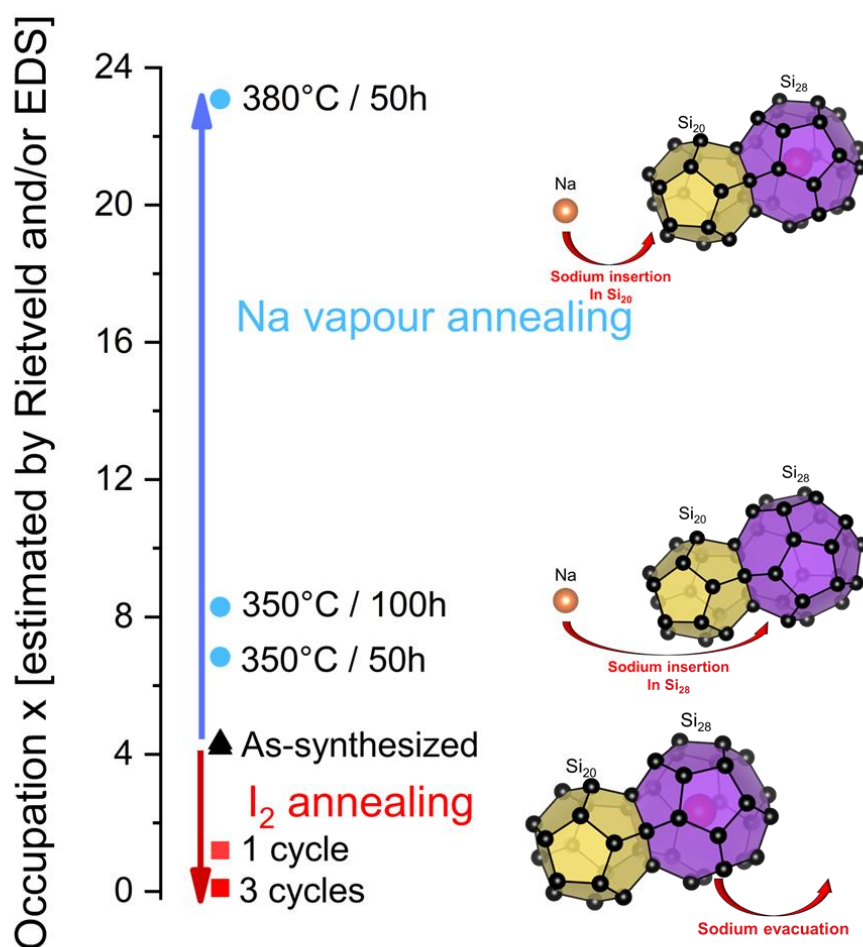 Occupation x [estimated by Rietveld and/or EDS]
24
20
16
12
8
4
0
380°C / 50h
Na vapour annealing
350°C / 100h
350°C / 50h
As-synthesized
I₂ annealing
1 cycle
3 cycles
Si₂₈
Si₂₀
Na
Sodium insertion
In Si₂₀
Si₂₈
Si₂₀
Na
Sodium insertion
In Si₂₈
Si₂₈
Si₂₀
Sodium evacuation